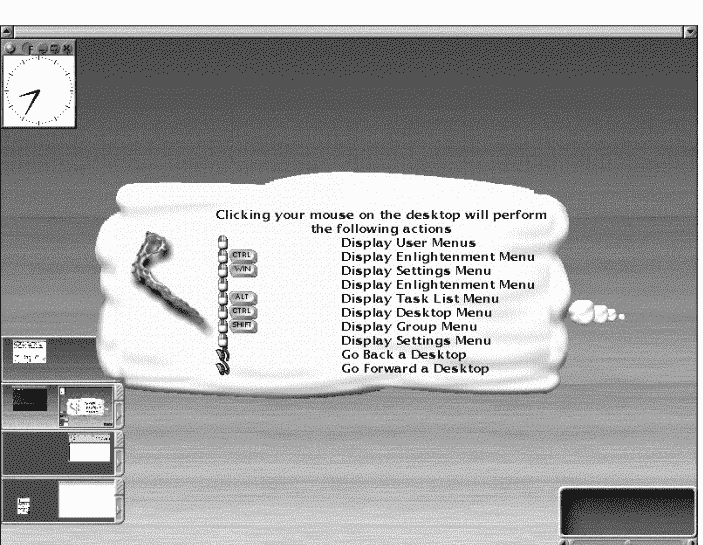 Clicking your mouse on the desktop will perform
the following actions
Display User Menus
CTRL Display Enlightenment Menu
WIN Display Settings Menu
Display Enlightenment Menu
ALT Display Task List Menu
CTRL Display Desktop Menu
SHIFT Display Group Menu
Display Settings Menu
Go Back a Desktop
Go Forward a Desktop